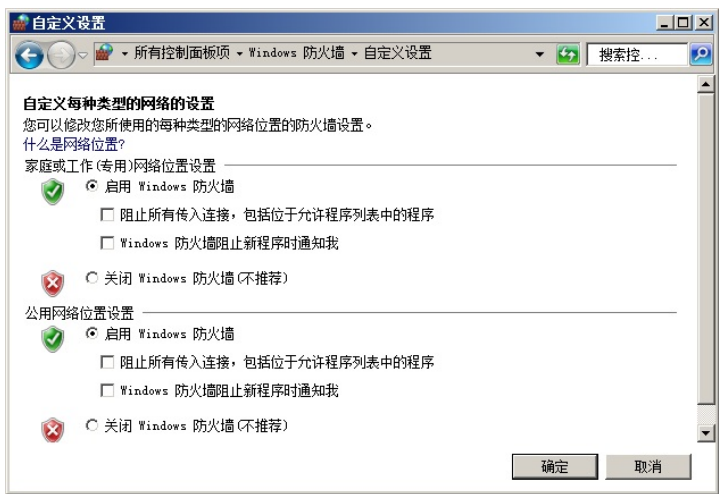 自定义设置
所有控制面板项 Windows 防火墙 自定义设置 搜索控...
自定义每种类型的网络的设置
您可以修改您所使用的每种类型的网络位置的防火墙设置。
什么是网络位置?
家庭或工作(专用)网络位置设置
启用 Windows 防火墙
阻止所有传入连接，包括位于允许程序列表中的程序
Windows 防火墙阻止新程序时通知我
关闭 Windows 防火墙(不推荐)
公用网络位置设置
启用 Windows 防火墙
阻止所有传入连接，包括位于允许程序列表中的程序
Windows 防火墙阻止新程序时通知我
关闭 Windows 防火墙(不推荐)
确定 取消